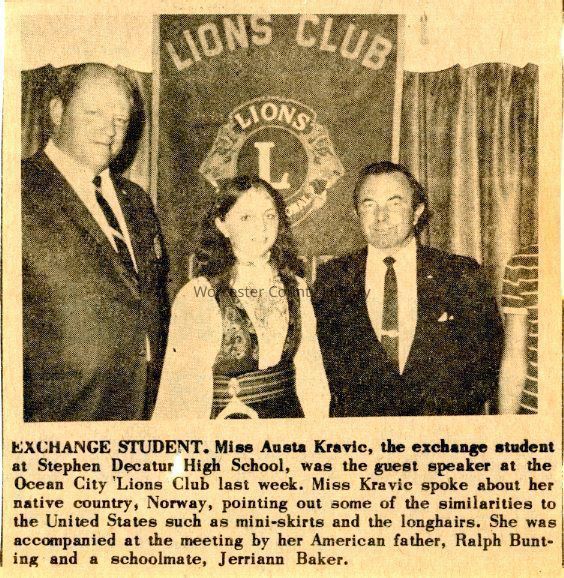 LIONS CLUB
LIONS
L
Worcester County Library
EXCHANGE STUDENT. Miss Austa Kravic, the exchange student
at Stephen Decatur High School, was the guest speaker at the
Ocean City 'Lions Club last week. Miss Kravic spoke about her
native country, Norway, pointing out some of the similarities to
the United States such as mini-skirts and the longhairs. She was
accompanied at the meeting by her American father, Ralph Bunt-
ing and a schoolmate, Jerriann Baker.